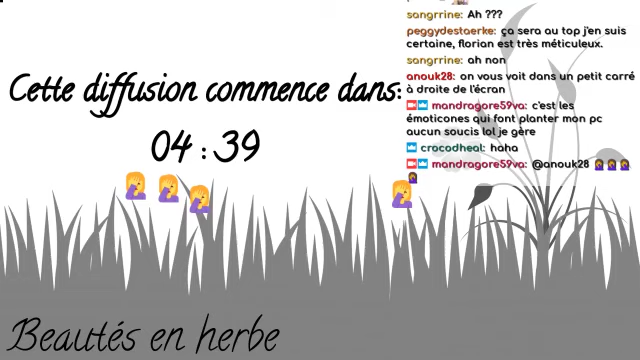 Cette diffusion commence dans:
04 : 39
sangrrine: Ah ???
peggydestaerke: ça sera au top j'en suis
certaine, florian est très méticuleux.
sangrrine: ah non
anouk28: on vous voit dans un petit carré
à droite de l'écran
mandragore59va: c'est les
émoticones qui font planter mon pc
aucun soucis lol je gère
crocodheal: haha
mandragore59va: @anouk28
Beautés en herbe